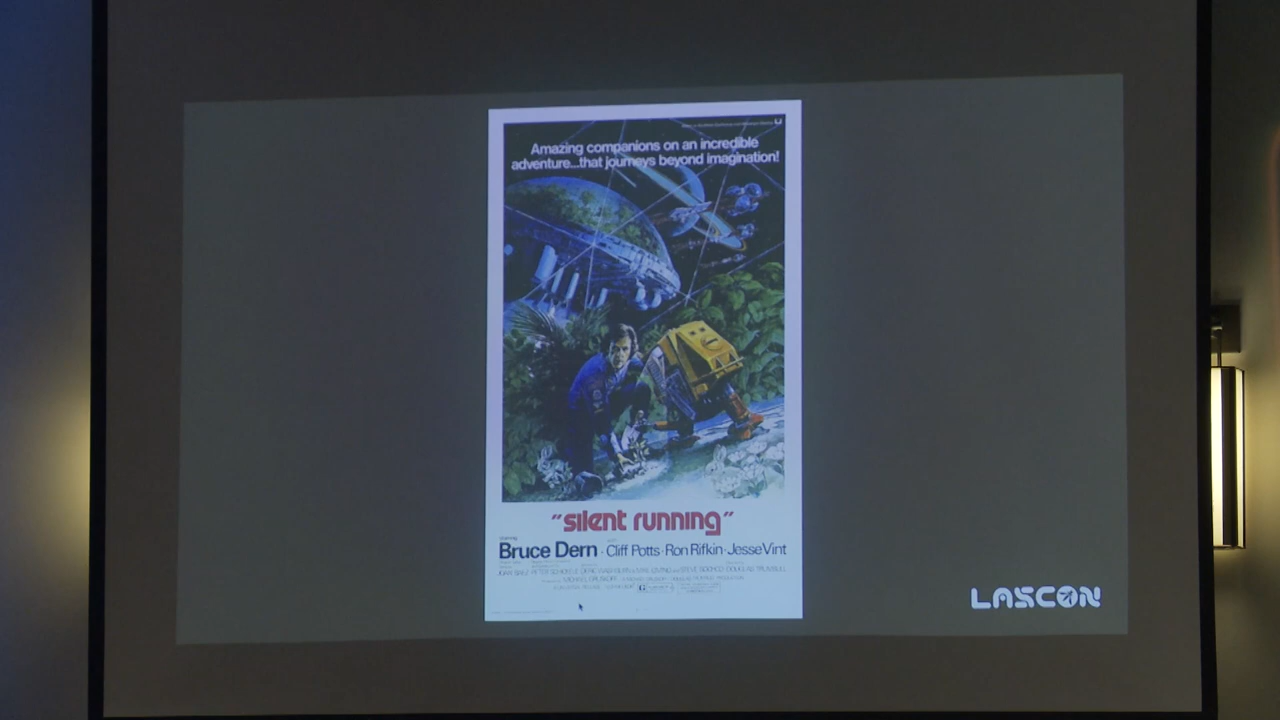 Amazing companions on an incredible
adventure...that journeys beyond imagination!
"silent running"
Starring
Bruce Dern · Cliff Potts · Ron Rifkin · Jesse Vint
LASCON